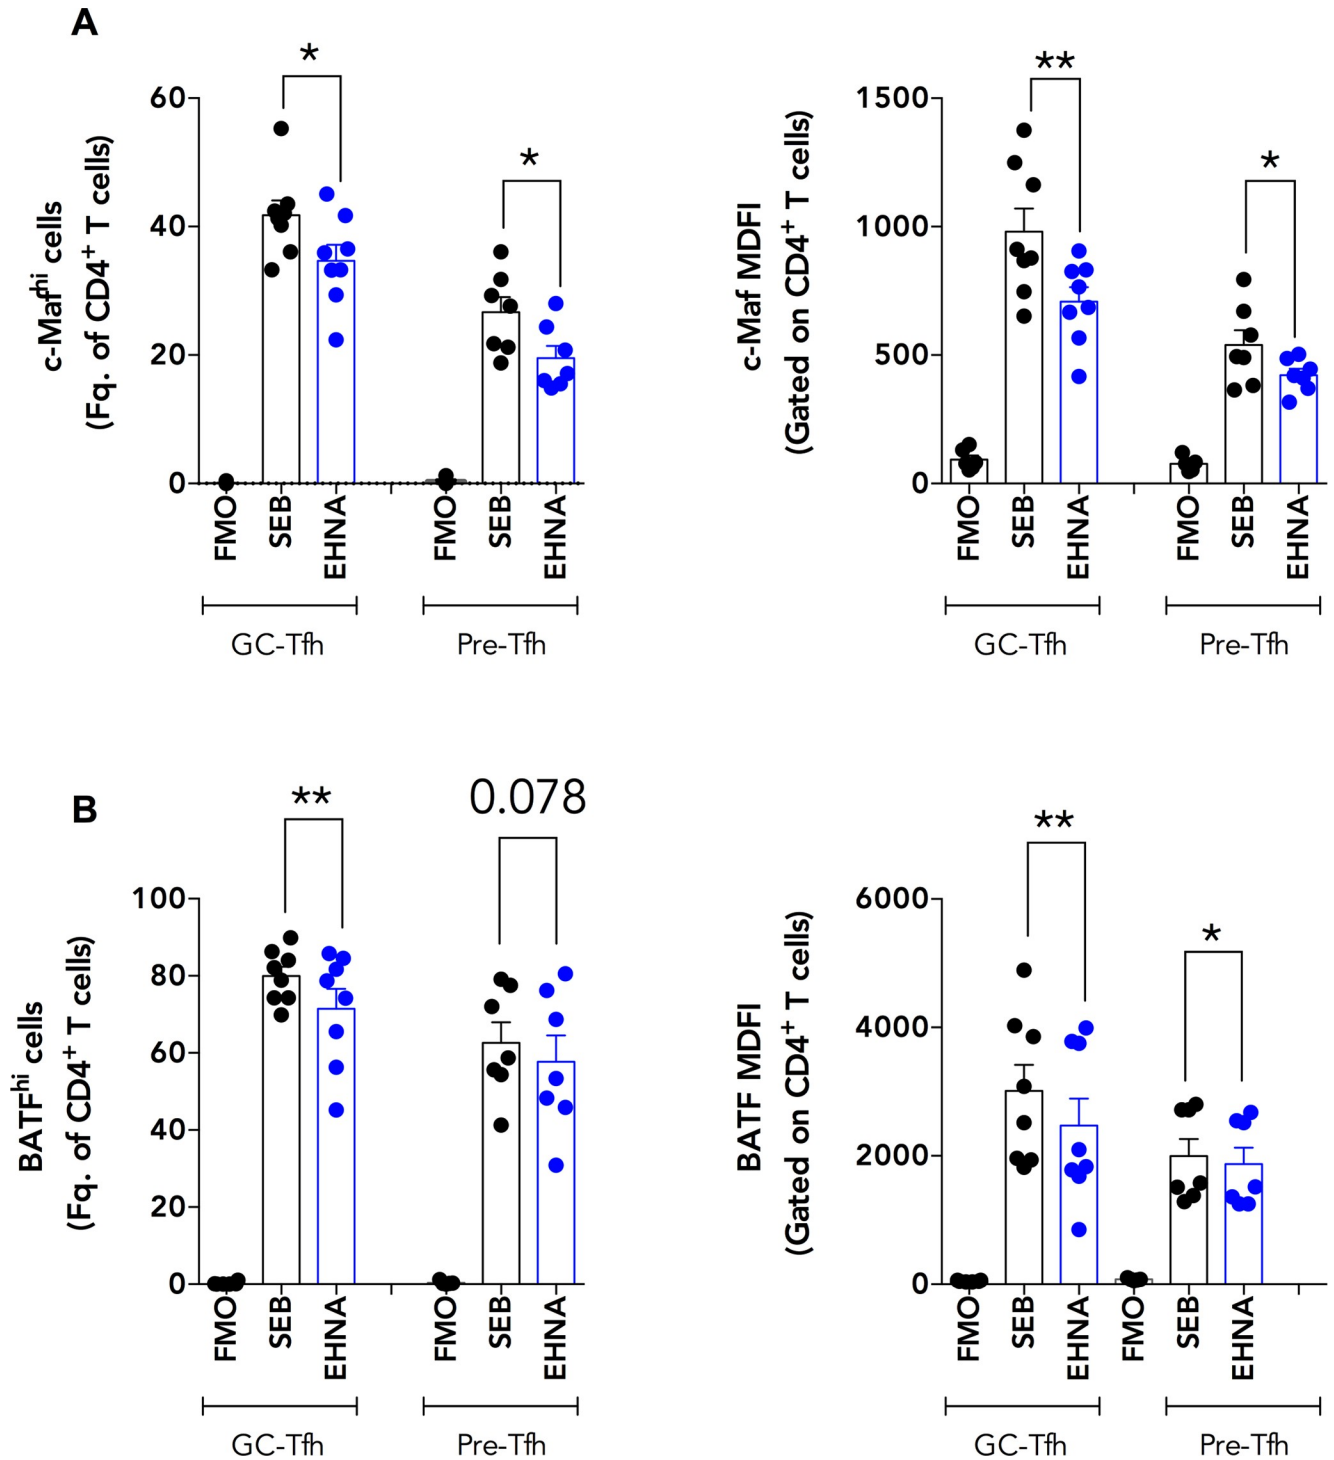 A
c-Mafhi cells
(Fq. of CD4+ T cells)
60
40
20
0
*
*
FMO
SEB
EHNA
FMO
SEB
EHNA
GC-Tfh
Pre-Tfh
c-Maf MDFI
(Gated on CD4+ T cells)
1500
1000
500
0
**
*
FMO
SEB
EHNA
FMO
SEB
EHNA
GC-Tfh
Pre-Tfh
B
BATFhi cells
(Fq. of CD4+ T cells)
100
80
60
40
20
0
**
0.078
FMO
SEB
EHNA
FMO
SEB
EHNA
GC-Tfh
Pre-Tfh
BATF MDFI
(Gated on CD4+ T cells)
6000
4000
2000
0
**
*
FMO
SEB
EHNA
FMO
SEB
EHNA
GC-Tfh
Pre-Tfh